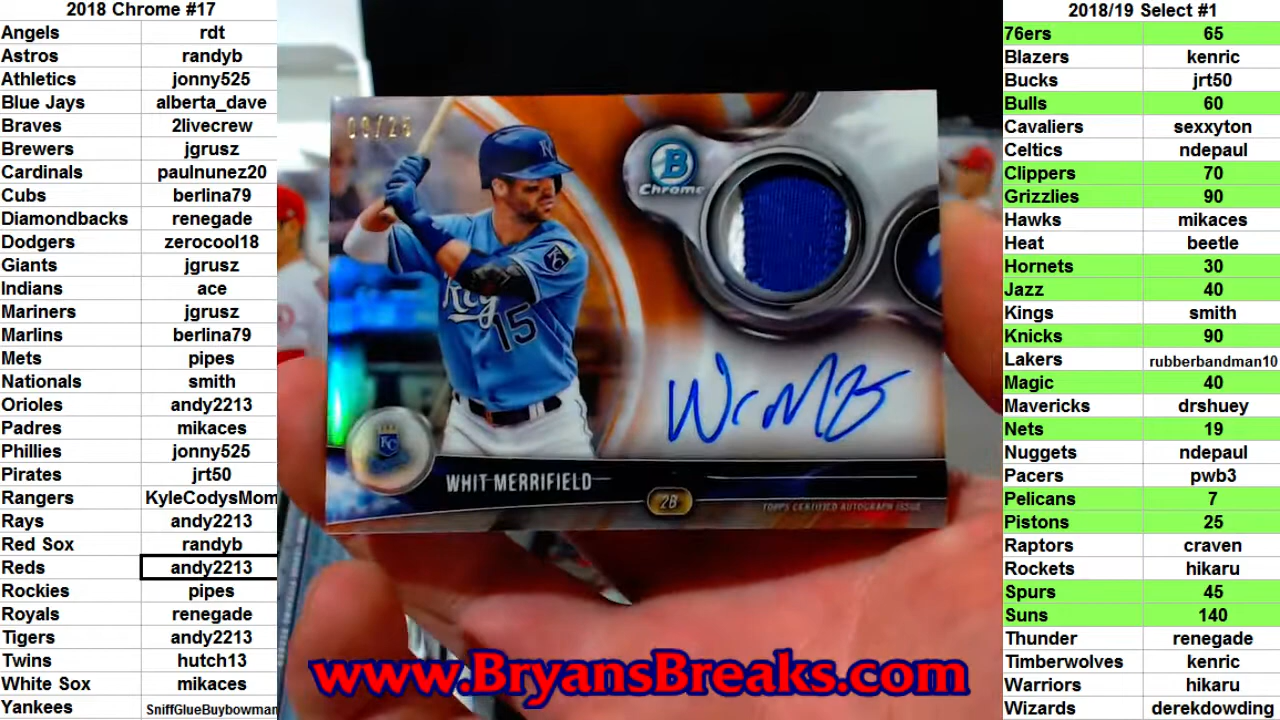 2018 Chrome #17
Angels rdt
Astros randyb
Athletics jonny525
Blue Jays alberta_dave
Braves 2livecrew
Brewers jgrusz
Cardinals paulnunez20
Cubs berlina79
Diamondbacks renegade
Dodgers zerocool18
Giants jgrusz
Indians ace
Mariners jgrusz
Marlins berlina79
Mets pipes
Nationals smith
Orioles andy2213
Padres mikaces
Phillies jonny525
Pirates jrt50
Rangers KyleCodysMom
Rays andy2213
Red Sox randyb
Reds andy2213
Rockies pipes
Royals renegade
Tigers andy2213
Twins hutch13
White Sox mikaces
Yankees SniffGlueBuybowman
B
Chrome
KC
15
KC
WHIT MERRIFIELD
2B
TOPPS CERTIFIED AUTOGRAPH ISSUE
www.BryansBreaks.com
2018/19 Select #1
76ers 65
Blazers kenric
Bucks jrt50
Bulls 60
Cavaliers sexxyton
Celtics ndepaul
Clippers 70
Grizzlies 90
Hawks mikaces
Heat beetle
Hornets 30
Jazz 40
Kings smith
Knicks 90
Lakers rubberbandman10
Magic 40
Mavericks drshuey
Nets 19
Nuggets ndepaul
Pacers pwb3
Pelicans 7
Pistons 25
Raptors craven
Rockets hikaru
Spurs 45
Suns 140
Thunder renegade
Timberwolves kenric
Warriors hikaru
Wizards derekdowding